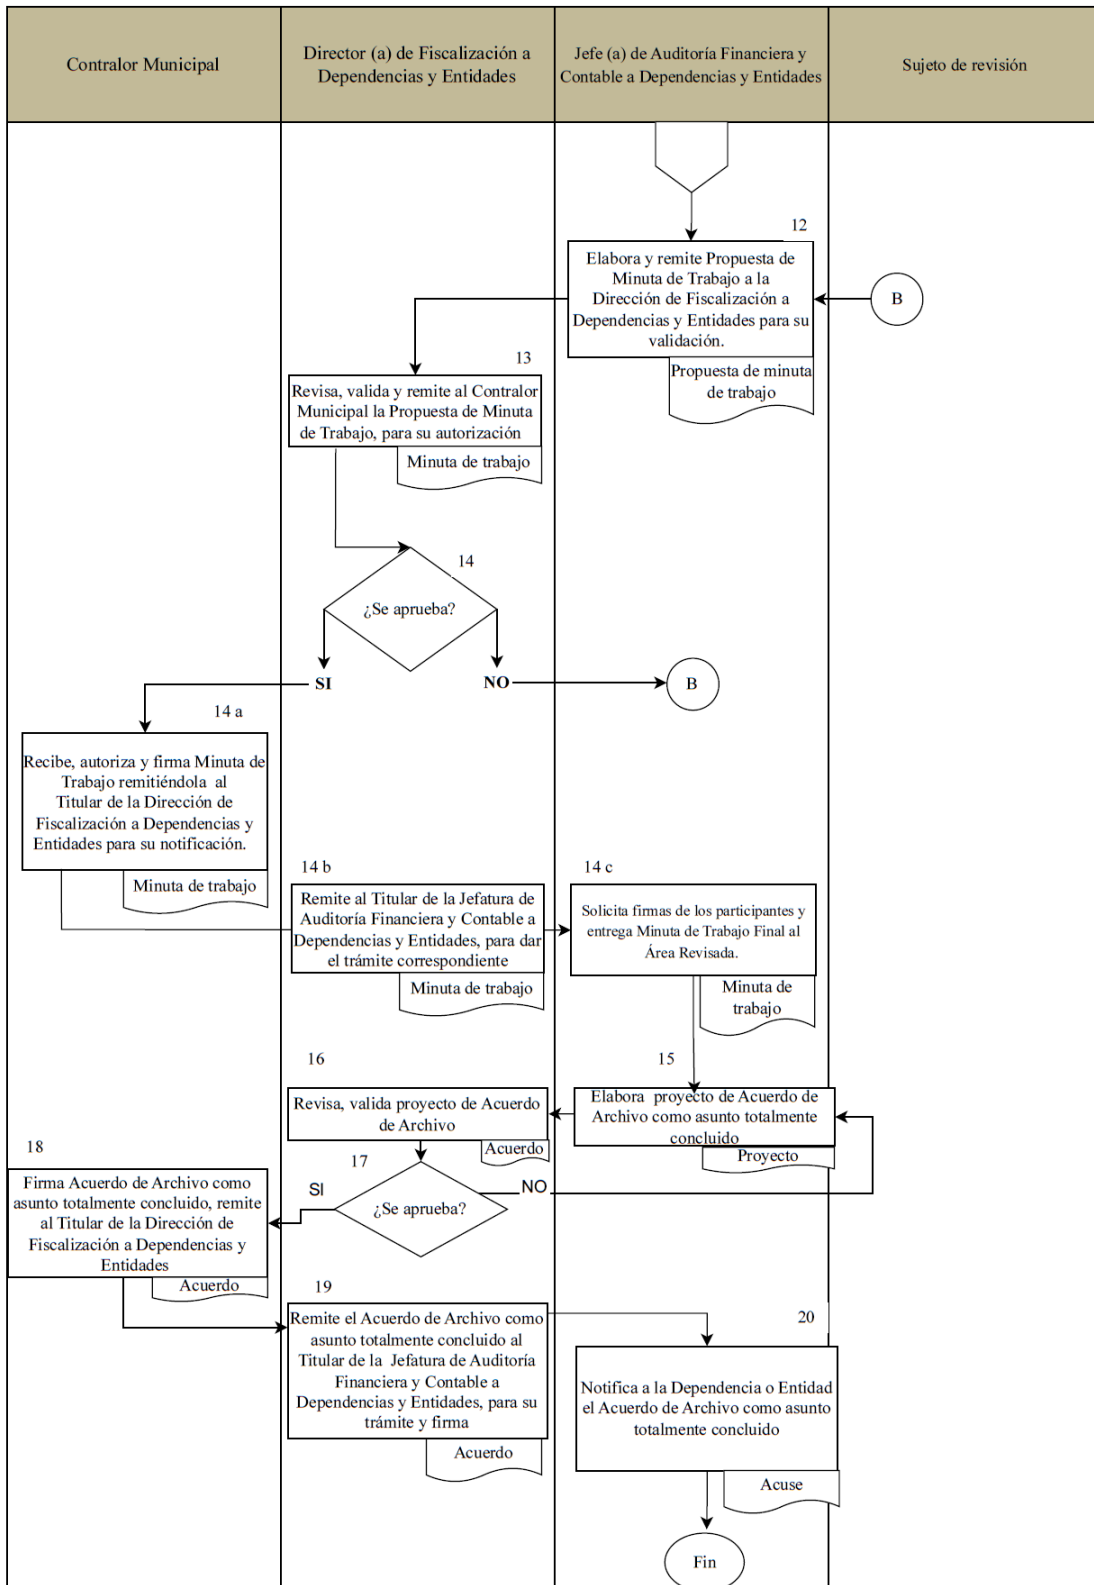 Contralor Municipal
Director (a) de Fiscalización a
Dependencias y Entidades
Jefe (a) de Auditoría Financiera y
Contable a Dependencias y Entidades
Sujeto de revisión
12
Elabora y remite Propuesta de
Minuta de Trabajo a la
Dirección de Fiscalización a
Dependencias y Entidades para su
validación.
B
Propuesta de minuta
de trabajo
13
Revisa, valida y remite al Contralor
Municipal la Propuesta de Minuta
de Trabajo, para su autorización
Minuta de trabajo
14
¿Se aprueba?
SI
NO
B
14 a
Recibe, autoriza y firma Minuta de
Trabajo remitiéndola al
Titular de la Dirección de
Fiscalización a Dependencias y
Entidades para su notificación.
Minuta de trabajo
14 b
Remite al Titular de la Jefatura de
Auditoría Financiera y Contable a
Dependencias y Entidades, para dar
el trámite correspondiente
Minuta de trabajo
14 c
Solicita firmas de los participantes y
entrega Minuta de Trabajo Final al
Área Revisada.
Minuta de
trabajo
15
Elabora proyecto de Acuerdo de
Archivo como asunto totalmente
concluido
Proyecto
16
Revisa, valida proyecto de Acuerdo
de Archivo
Acuerdo
17
¿Se aprueba?
SI
NO
18
Firma Acuerdo de Archivo como
asunto totalmente concluido, remite
al Titular de la Dirección de
Fiscalización a Dependencias y
Entidades
Acuerdo
19
Remite el Acuerdo de Archivo como
asunto totalmente concluido al
Titular de la Jefatura de Auditoría
Financiera y Contable a
Dependencias y Entidades, para su
trámite y firma
Acuerdo
20
Notifica a la Dependencia o Entidad
el Acuerdo de Archivo como asunto
totalmente concluido
Acuse
Fin